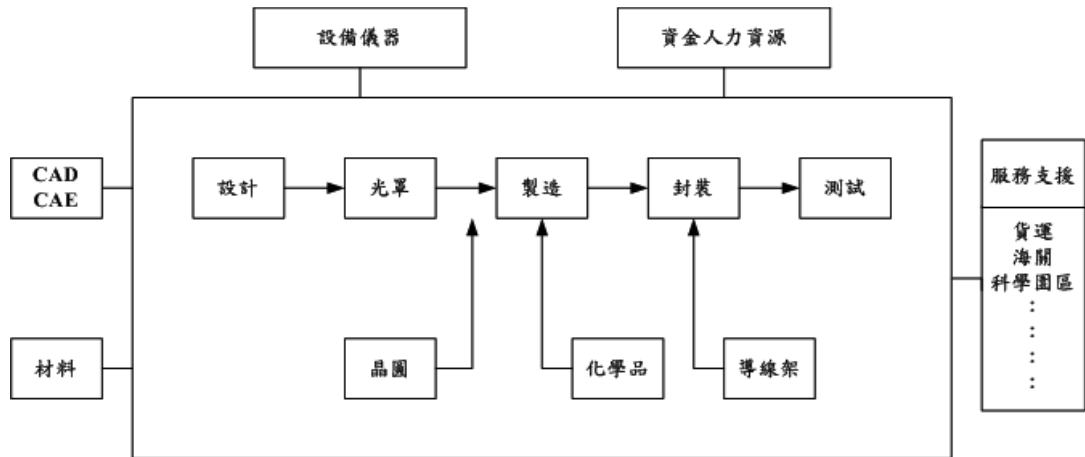 設備儀器
資金人力資源
CAD
CAE
設計
光罩
製造
封裝
測試
服務支援
貨運
海關
科學園區
材料
晶圓
化學品
導線架